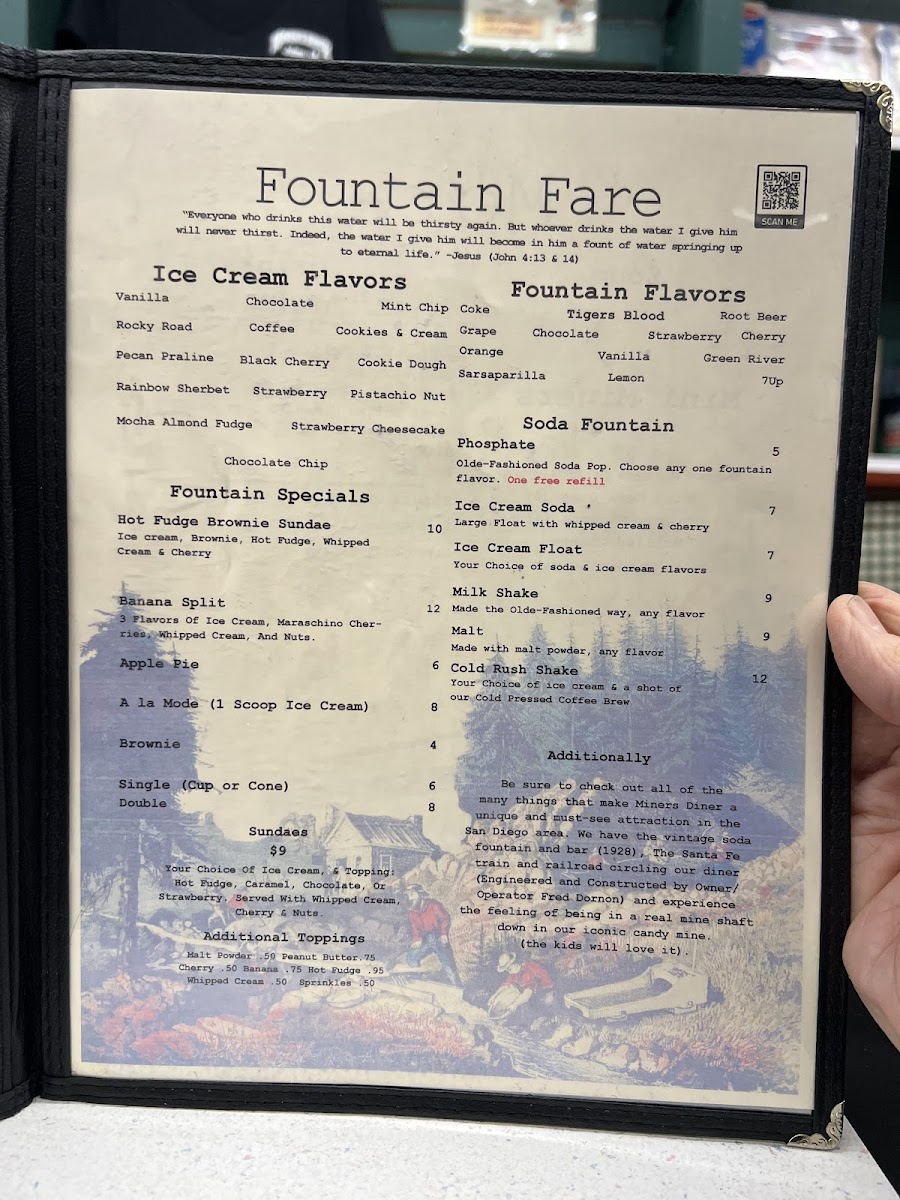 Fountain Fare
SCAN ME
"Everyone who drinks this water will be thirsty again. But whoever drinks the water I give him
will never thirst. Indeed, the water I give him will become in him a fount of water springing up
to eternal life." -Jesus (John 4:13 & 14)
Ice Cream Flavors
Vanilla Chocolate Mint Chip
Rocky Road Coffee Cookies & Cream
Pecan Praline Black Cherry Cookie Dough
Rainbow Sherbet Strawberry Pistachio Nut
Mocha Almond Fudge Strawberry Cheesecake
Chocolate Chip
Fountain Specials
Hot Fudge Brownie Sundae 10
Ice cream, Brownie, Hot Fudge, Whipped
Cream & Cherry
Banana Split 12
3 Flavors Of Ice Cream, Maraschino Cher-
ries, Whipped Cream, And Nuts.
Apple Pie 6
A la Mode (1 Scoop Ice Cream) 8
Brownie 4
Single (Cup or Cone) 6
Double 8
Sundaes
$9
Your Choice Of Ice Cream, & Topping:
Hot Fudge, Caramel, Chocolate, Or
Strawberry. Served With Whipped Cream,
Cherry & Nuts.
Additional Toppings
Malt Powder .50 Peanut Butter.75
Cherry .50 Banana .75 Hot Fudge .95
Whipped Cream .50 Sprinkles .50
Fountain Flavors
Coke Tigers Blood Root Beer
Grape Chocolate Strawberry Cherry
Orange Vanilla Green River
Sarsaparilla Lemon 7Up
Soda Fountain
Phosphate 5
Olde-Fashioned Soda Pop. Choose any one fountain
flavor. One free refill
Ice Cream Soda 7
Large Float with whipped cream & cherry
Ice Cream Float 7
Your Choice of soda & ice cream flavors
Milk Shake 9
Made the Olde-Fashioned way, any flavor
Malt 9
Made with malt powder, any flavor
Cold Rush Shake 12
Your Choice of ice cream & a shot of
our Cold Pressed Coffee Brew
Additionally
Be sure to check out all of the
many things that make Miners Diner a
unique and must-see attraction in the
San Diego area. We have the vintage soda
fountain and bar (1928), The Santa Fe
train and railroad circling our diner
(Engineered and Constructed by Owner/
Operator Fred Dornon) and experience
the feeling of being in a real mine shaft
down in our iconic candy mine.
(the kids will love it).